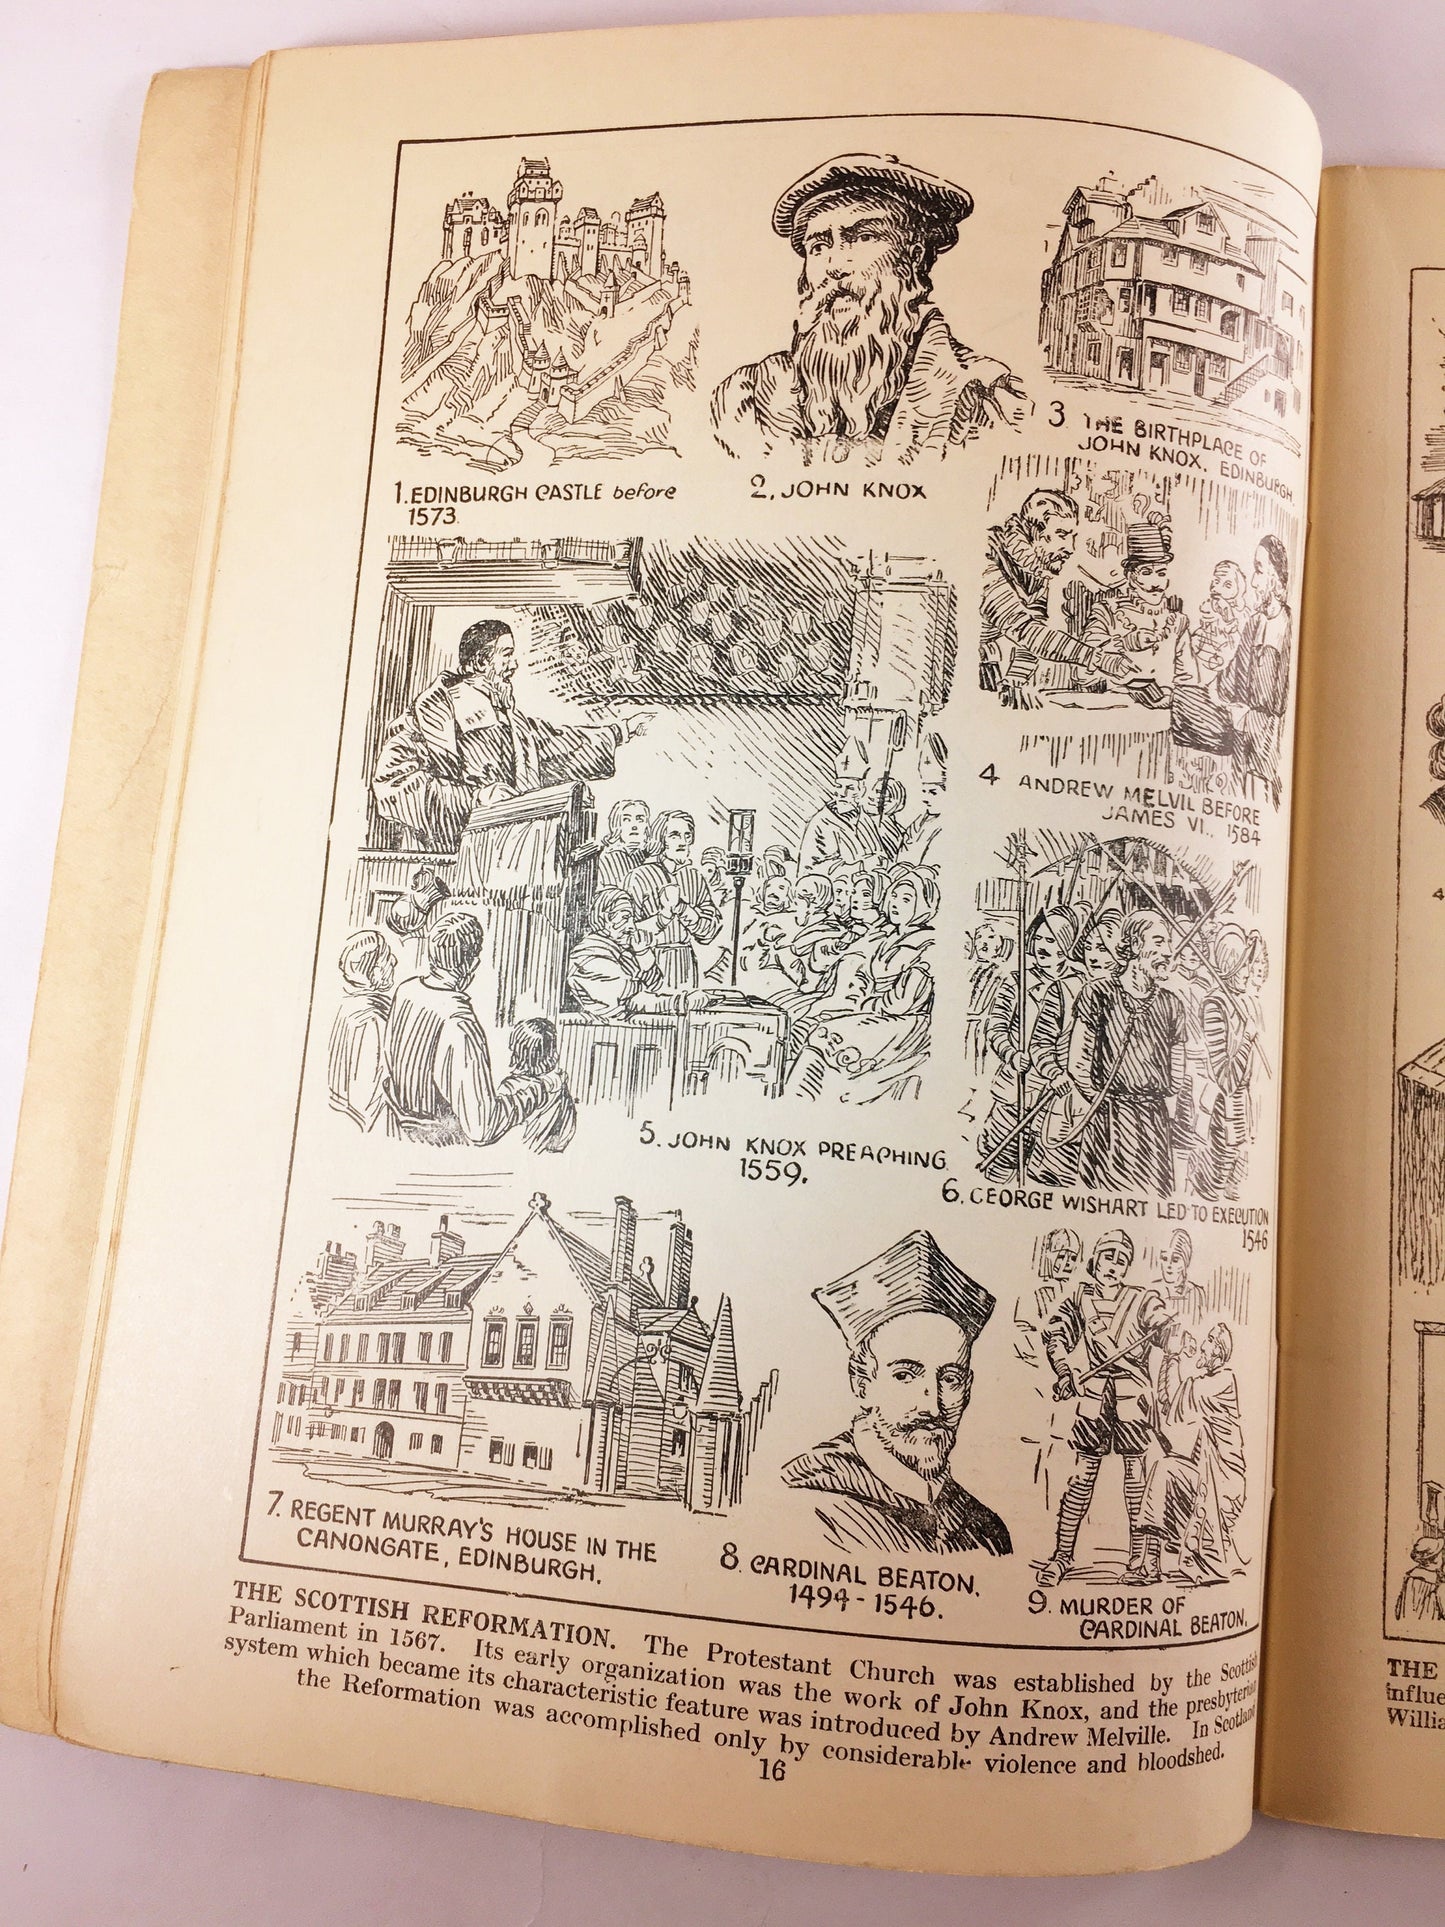 1. EDINBURGH CASTLE before
1573.
2. JOHN KNOX
3 THE BIRTHPLACE OF
JOHN KNOX, EDINBURGH.
4 ANDREW MELVIL BEFORE
JAMES VI., 1584
5. JOHN KNOX PREACHING
1559.
6. GEORGE WISHART LED TO EXECUTION
1546
7. REGENT MURRAY'S HOUSE IN THE
CANONGATE, EDINBURGH.
8. CARDINAL BEATON.
1494-1546.
9. MURDER OF
CARDINAL BEATON.
THE SCOTTISH REFORMATION. The Protestant Church was established by the Scottish
Parliament in 1567. Its early organization was the work of John Knox, and the presbyterian
system which became its characteristic feature was introduced by Andrew Melville. In Scotland
the Reformation was accomplished only by considerable violence and bloodshed.
16
THE
influe
Willia